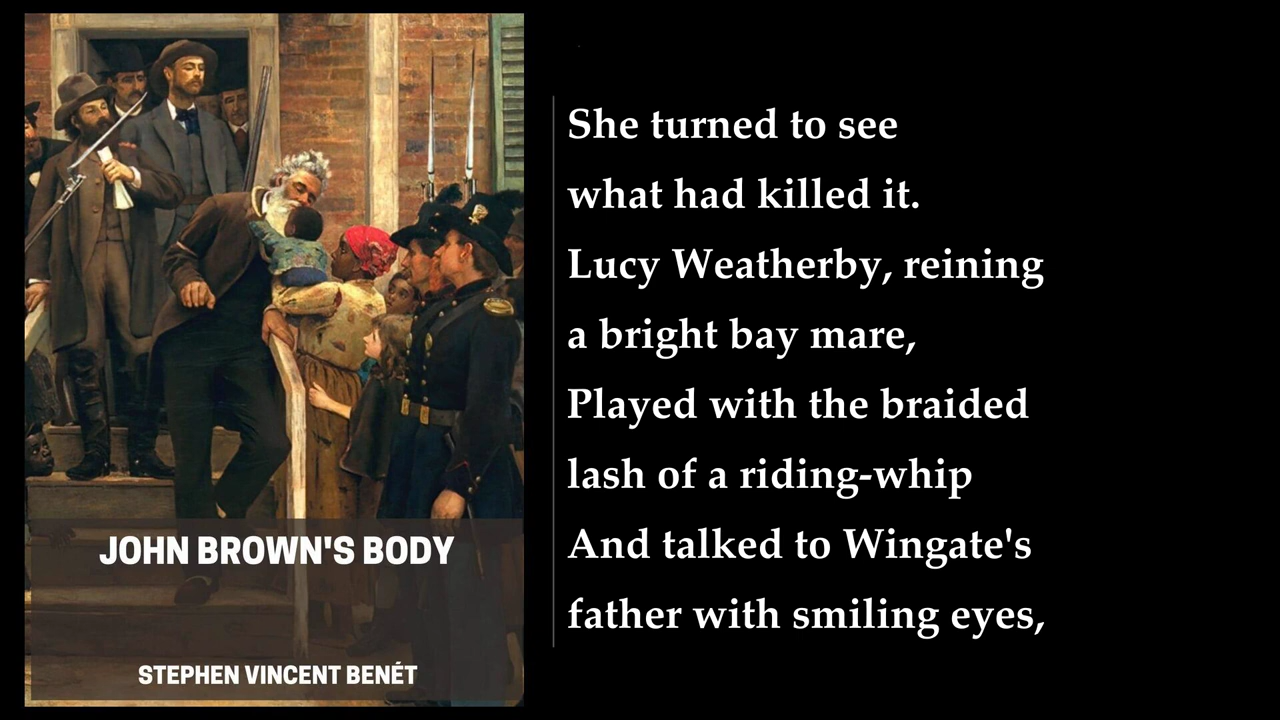 JOHN BROWN'S BODY
STEPHEN VINCENT BENÉT
She turned to see
what had killed it.
Lucy Weatherby, reining
a bright bay mare,
Played with the braided
lash of a riding-whip
And talked to Wingate's
father with smiling eyes,